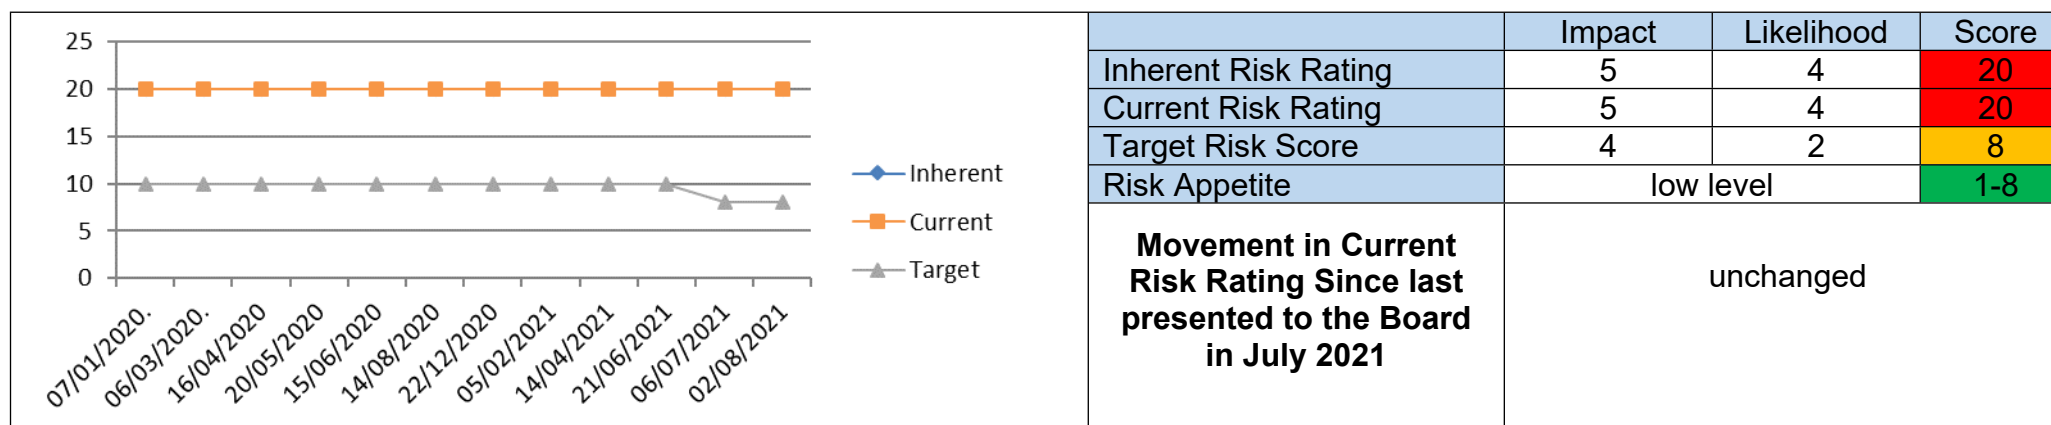 25
20
15
10
5
0
07/01/2020.
06/03/2020.
16/04/2020
20/05/2020
15/06/2020
14/08/2020
22/12/2020
05/02/2021
14/04/2021
21/06/2021
06/07/2021
02/08/2021
Inherent
Current
Target
Impact Likelihood Score
Inherent Risk Rating 5 4 20
Current Risk Rating 5 4 20
Target Risk Score 4 2 8
Risk Appetite low level 1-8
Movement in Current
Risk Rating Since last
presented to the Board
in July 2021
unchanged